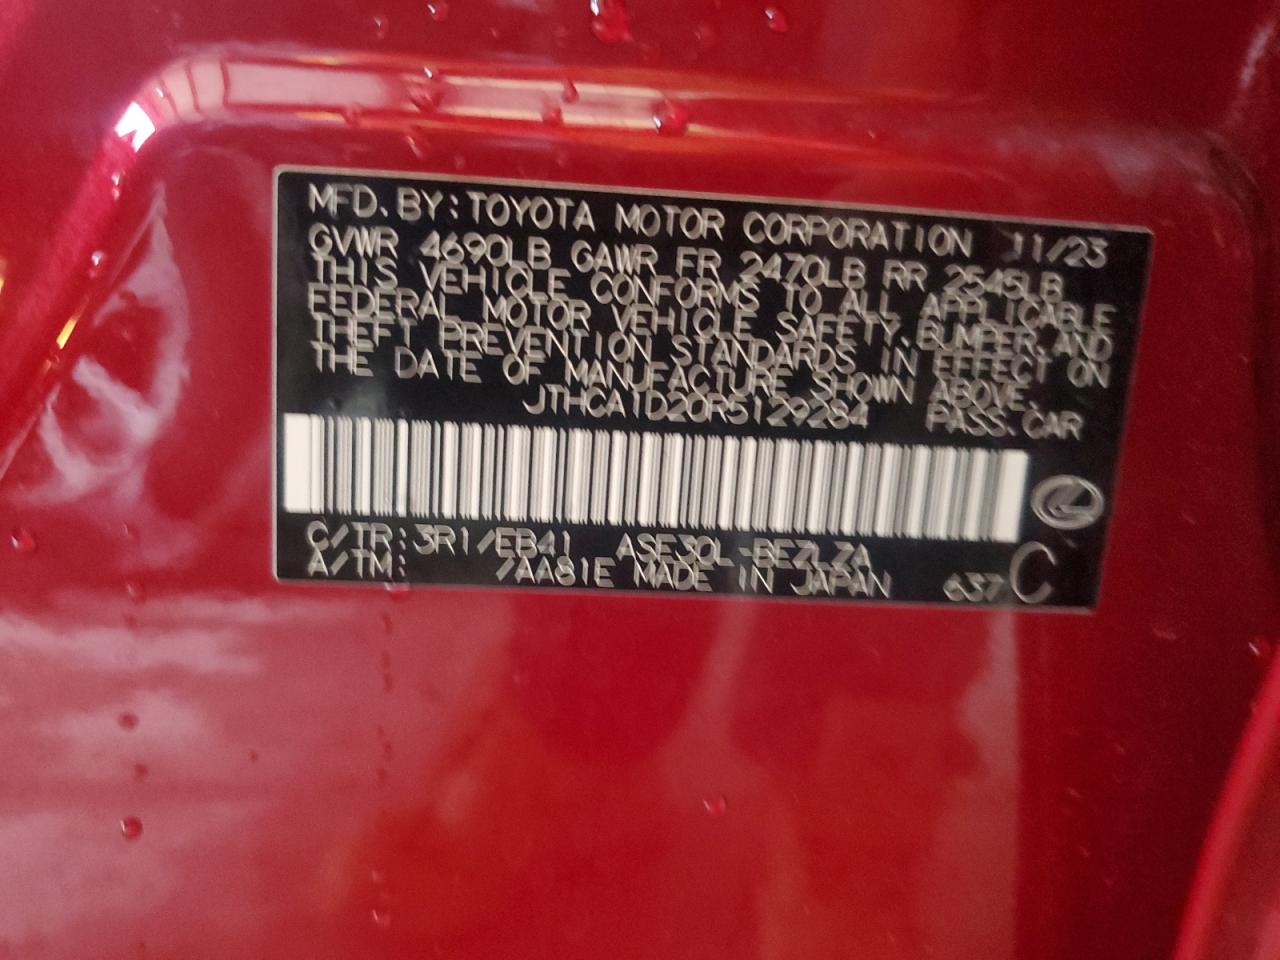 MFD. BY: TOYOTA MOTOR CORPORATION 11/23
GVWR 4690LB GAWR FR 2470LB RR 2545LB
THIS VEHICLE CONFORMS TO ALL APPLICABLE
FEDERAL MOTOR VEHICLE SAFETY, BUMPER, AND
THEFT PREVENTION STANDARDS IN EFFECT ON
THE DATE OF MANUFACTURE SHOWN ABOVE.
JTHCA1D20R5129284 PASS. CAR
C/TR: 3R1/EB41 ASE30L-BEZLZA
A/TM: /AA81E MADE IN JAPAN 637 C